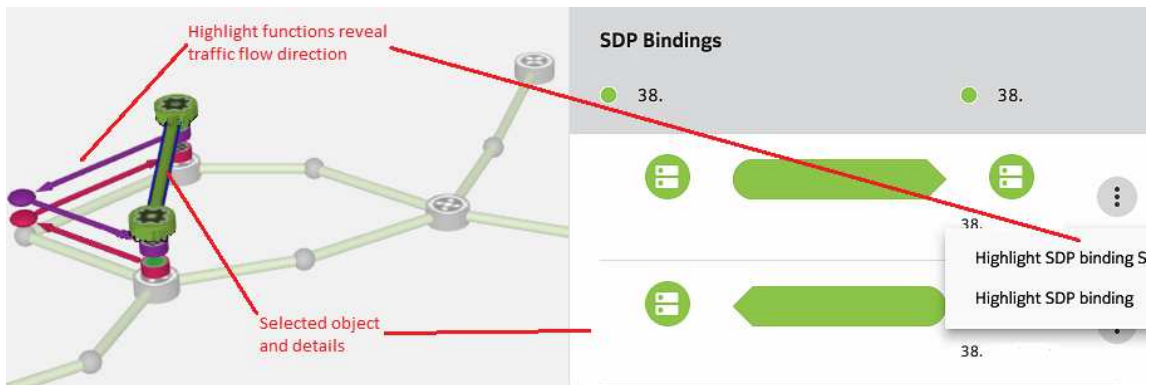 Highlight functions reveal
traffic flow direction
SDP Bindings
38.
38.
38.
Highlight SDP binding S
Highlight SDP binding
Selected object
and details
38.